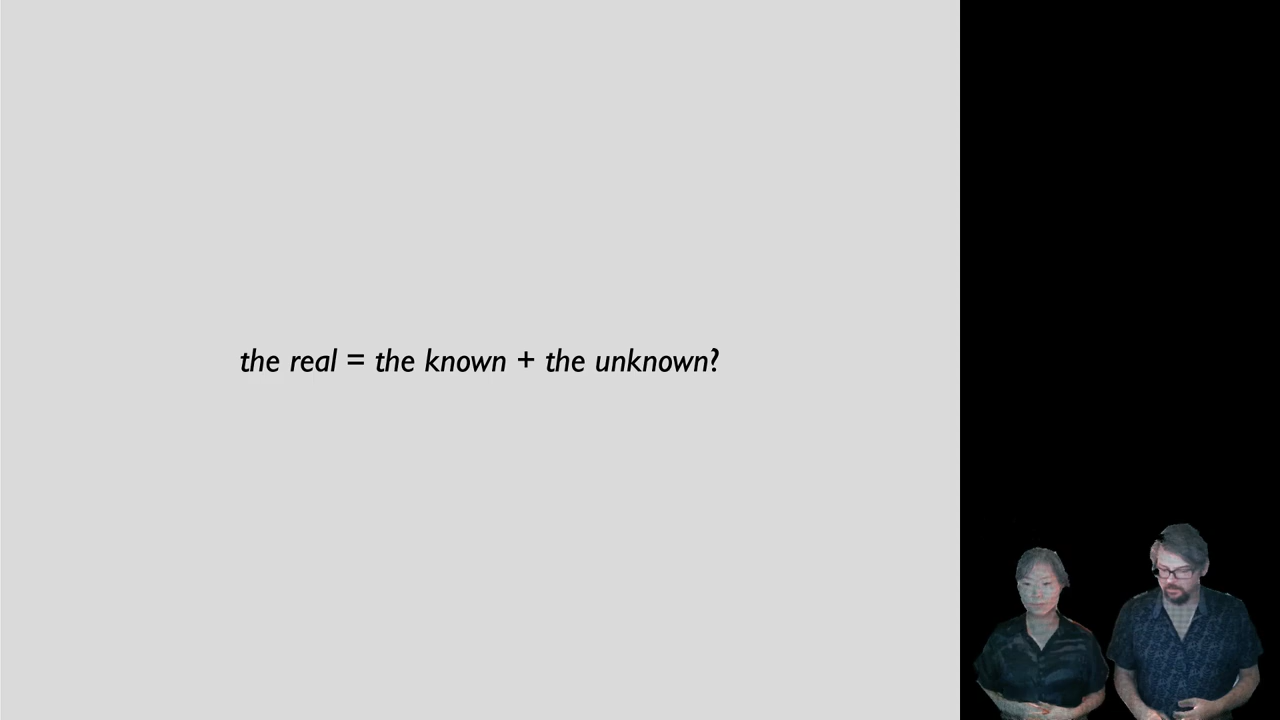 the real = the known + the unknown?